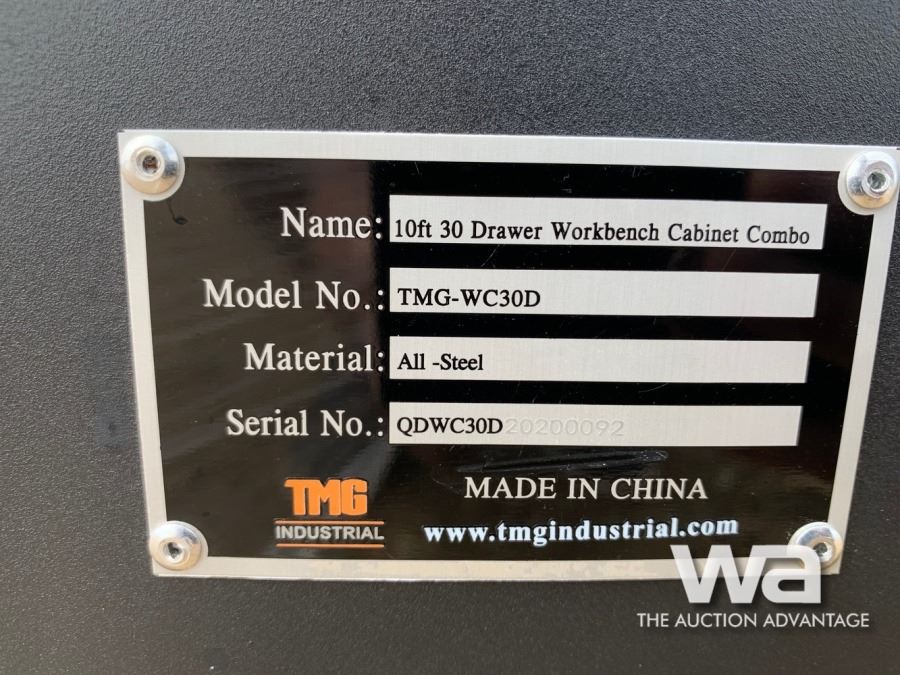 Name: 10ft 30 Drawer Workbench Cabinet Combo
Model No.: TMG-WC30D
Material: All -Steel
Serial No.: QDWC30D20200092
TMG
INDUSTRIAL
MADE IN CHINA
www.tmgindustrial.com
wa
THE AUCTION ADVANTAGE